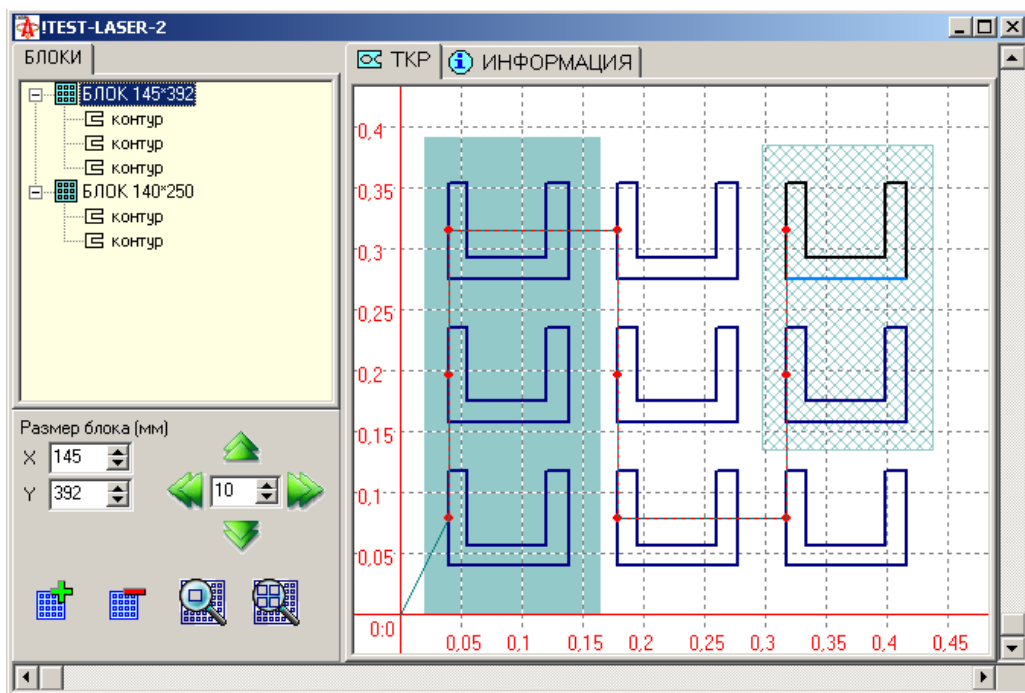 !TEST-LASER-2
БЛОКИ
ТКР
ИНФОРМАЦИЯ
БЛОК 145*392
контур
контур
контур
БЛОК 140*250
контур
контур
Размер блока (мм)
X 145
Y 392
10
0,4
0,35
0,3
0,25
0,2
0,15
0,1
0,05
0:0
0,05 0,1 0,15 0,2 0,25 0,3 0,35 0,4 0,45